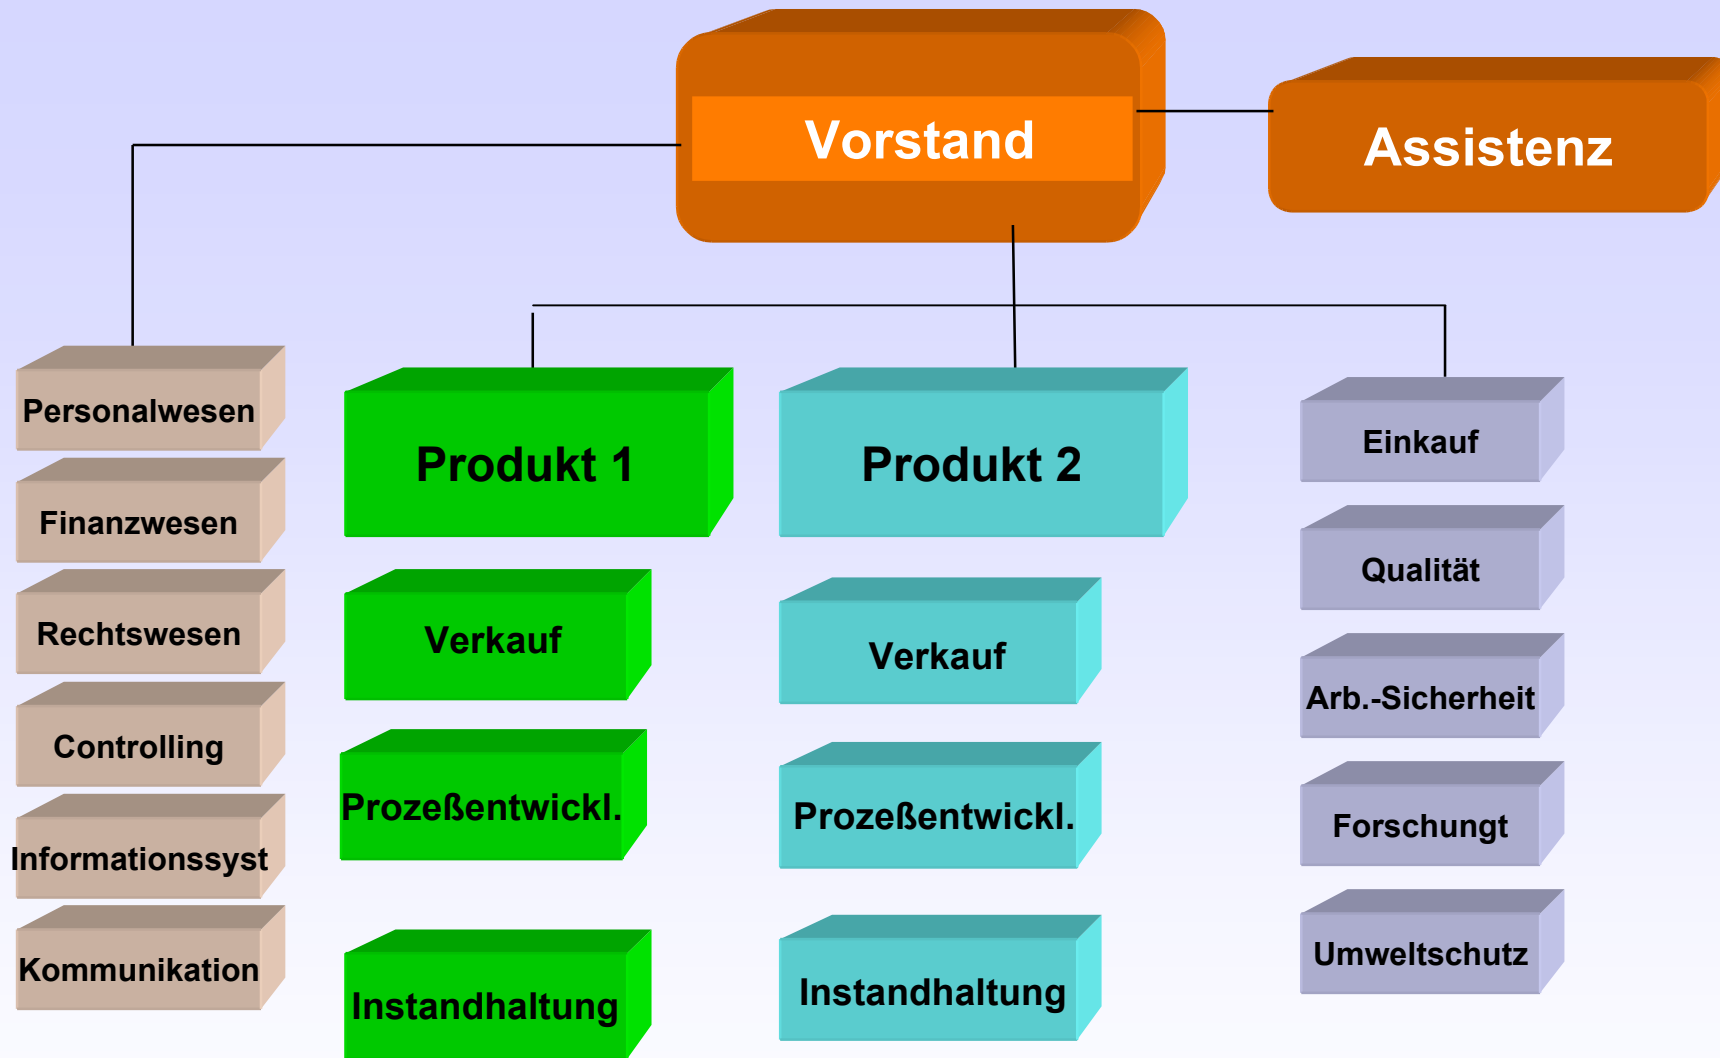 Vorstand
Assistenz
Personalwesen
Finanzwesen
Rechtswesen
Controlling
Informationssyst
Kommunikation
Produkt 1
Verkauf
Prozeßentwickl.
Instandhaltung
Produkt 2
Verkauf
Prozeßentwickl.
Instandhaltung
Einkauf
Qualität
Arb.-Sicherheit
Forschungt
Umweltschutz